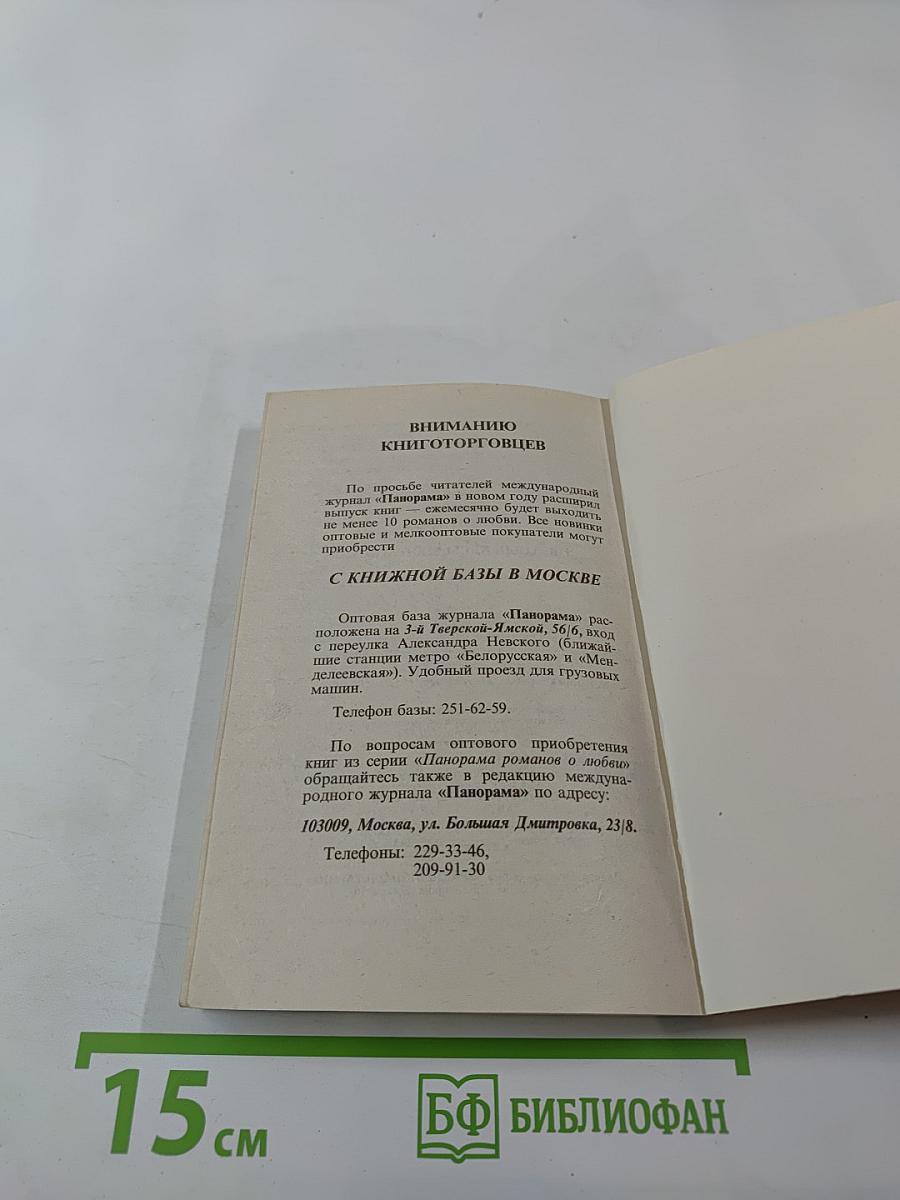 ВНИМАНИЮ
КНИГОТОРГОВЦЕВ
По просьбе читателей международный
журнал «Панорама» в новом году расширил
выпуск книг — ежемесячно будет выходить
не менее 10 романов о любви. Все новинки
оптовые и мелкооптовые покупатели могут
приобрести
С КНИЖНОЙ БАЗЫ В МОСКВЕ
Оптовая база журнала «Панорама» рас-
положена на 3-й Тверской-Ямской, 56/6, вход
с переулка Александра Невского (ближай-
шие станции метро «Белорусская» и «Мен-
делеевская»). Удобный проезд для грузовых
машин.
Телефон базы: 251-62-59.
По вопросам оптового приобретения
книг из серии «Панорама романов о любви»
обращайтесь также в редакцию междуна-
родного журнала «Панорама» по адресу:
103009, Москва, ул. Большая Дмитровка, 23/8.
Телефоны: 229-33-46,
209-91-30
15 см
БФ БИБЛИОФАН